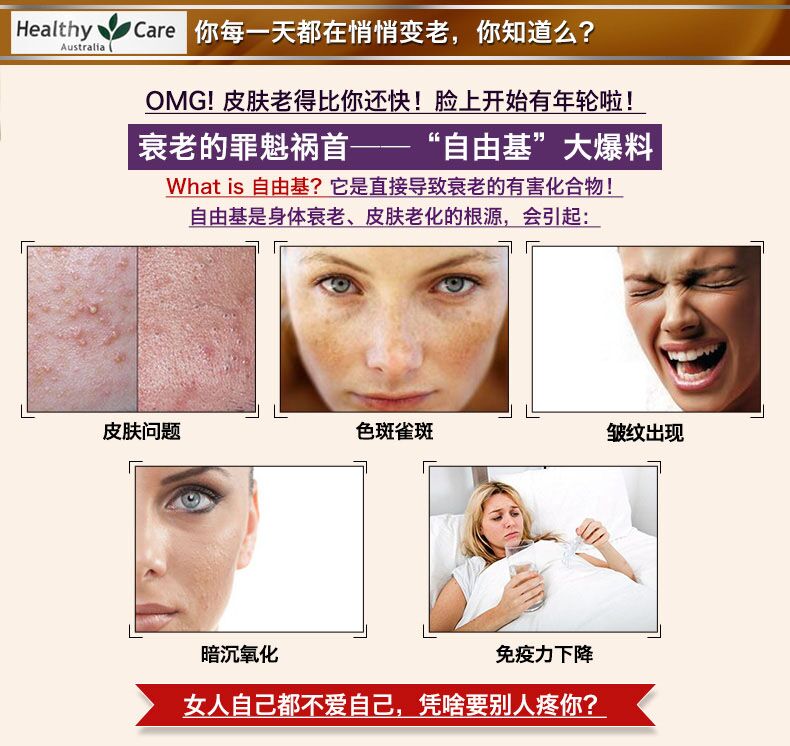 Healthy Care
Australia
你每一天都在悄悄变老，你知道么？
OMG! 皮肤老得比你还快！脸上开始有年轮啦！
衰老的罪魁祸首——“自由基”大爆料
What is 自由基？它是直接导致衰老的有害化合物！
自由基是身体衰老、皮肤老化的根源，会引起：
皮肤问题
色斑雀斑
皱纹出现
暗沉氧化
免疫力下降
女人自己都不爱自己，凭啥要别人疼你？